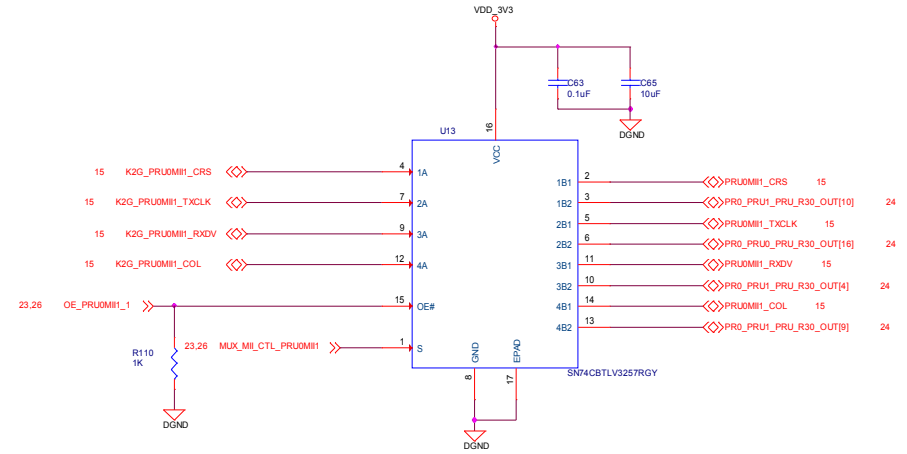 VDD_3V3
C63
0.1uF
C65
10uF
DGND
U13
16
VCC
15 K2G_PRU0MII1_CRS 4 1A
15 K2G_PRU0MII1_TXCLK 7 2A
15 K2G_PRU0MII1_RXDV 9 3A
15 K2G_PRU0MII1_COL 12 4A
23,26 OE_PRU0MII1_1 15 OE#
23,26 MUX_MII_CTL_PRU0MII1 1 S
R110
1K
DGND
1B1 2 PRU0MII1_CRS 15
1B2 3 PR0_PRU1_PRU_R30_OUT[10] 24
2B1 5 PRU0MII1_TXCLK 15
2B2 6 PR0_PRU0_PRU_R30_OUT[16] 24
3B1 11 PRU0MII1_RXDV 15
3B2 10 PR0_PRU1_PRU_R30_OUT[4] 24
4B1 14 PRU0MII1_COL 15
4B2 13 PR0_PRU1_PRU_R30_OUT[9] 24
GND
EPAD
8
17
SN74CBTLV3257RGY
DGND